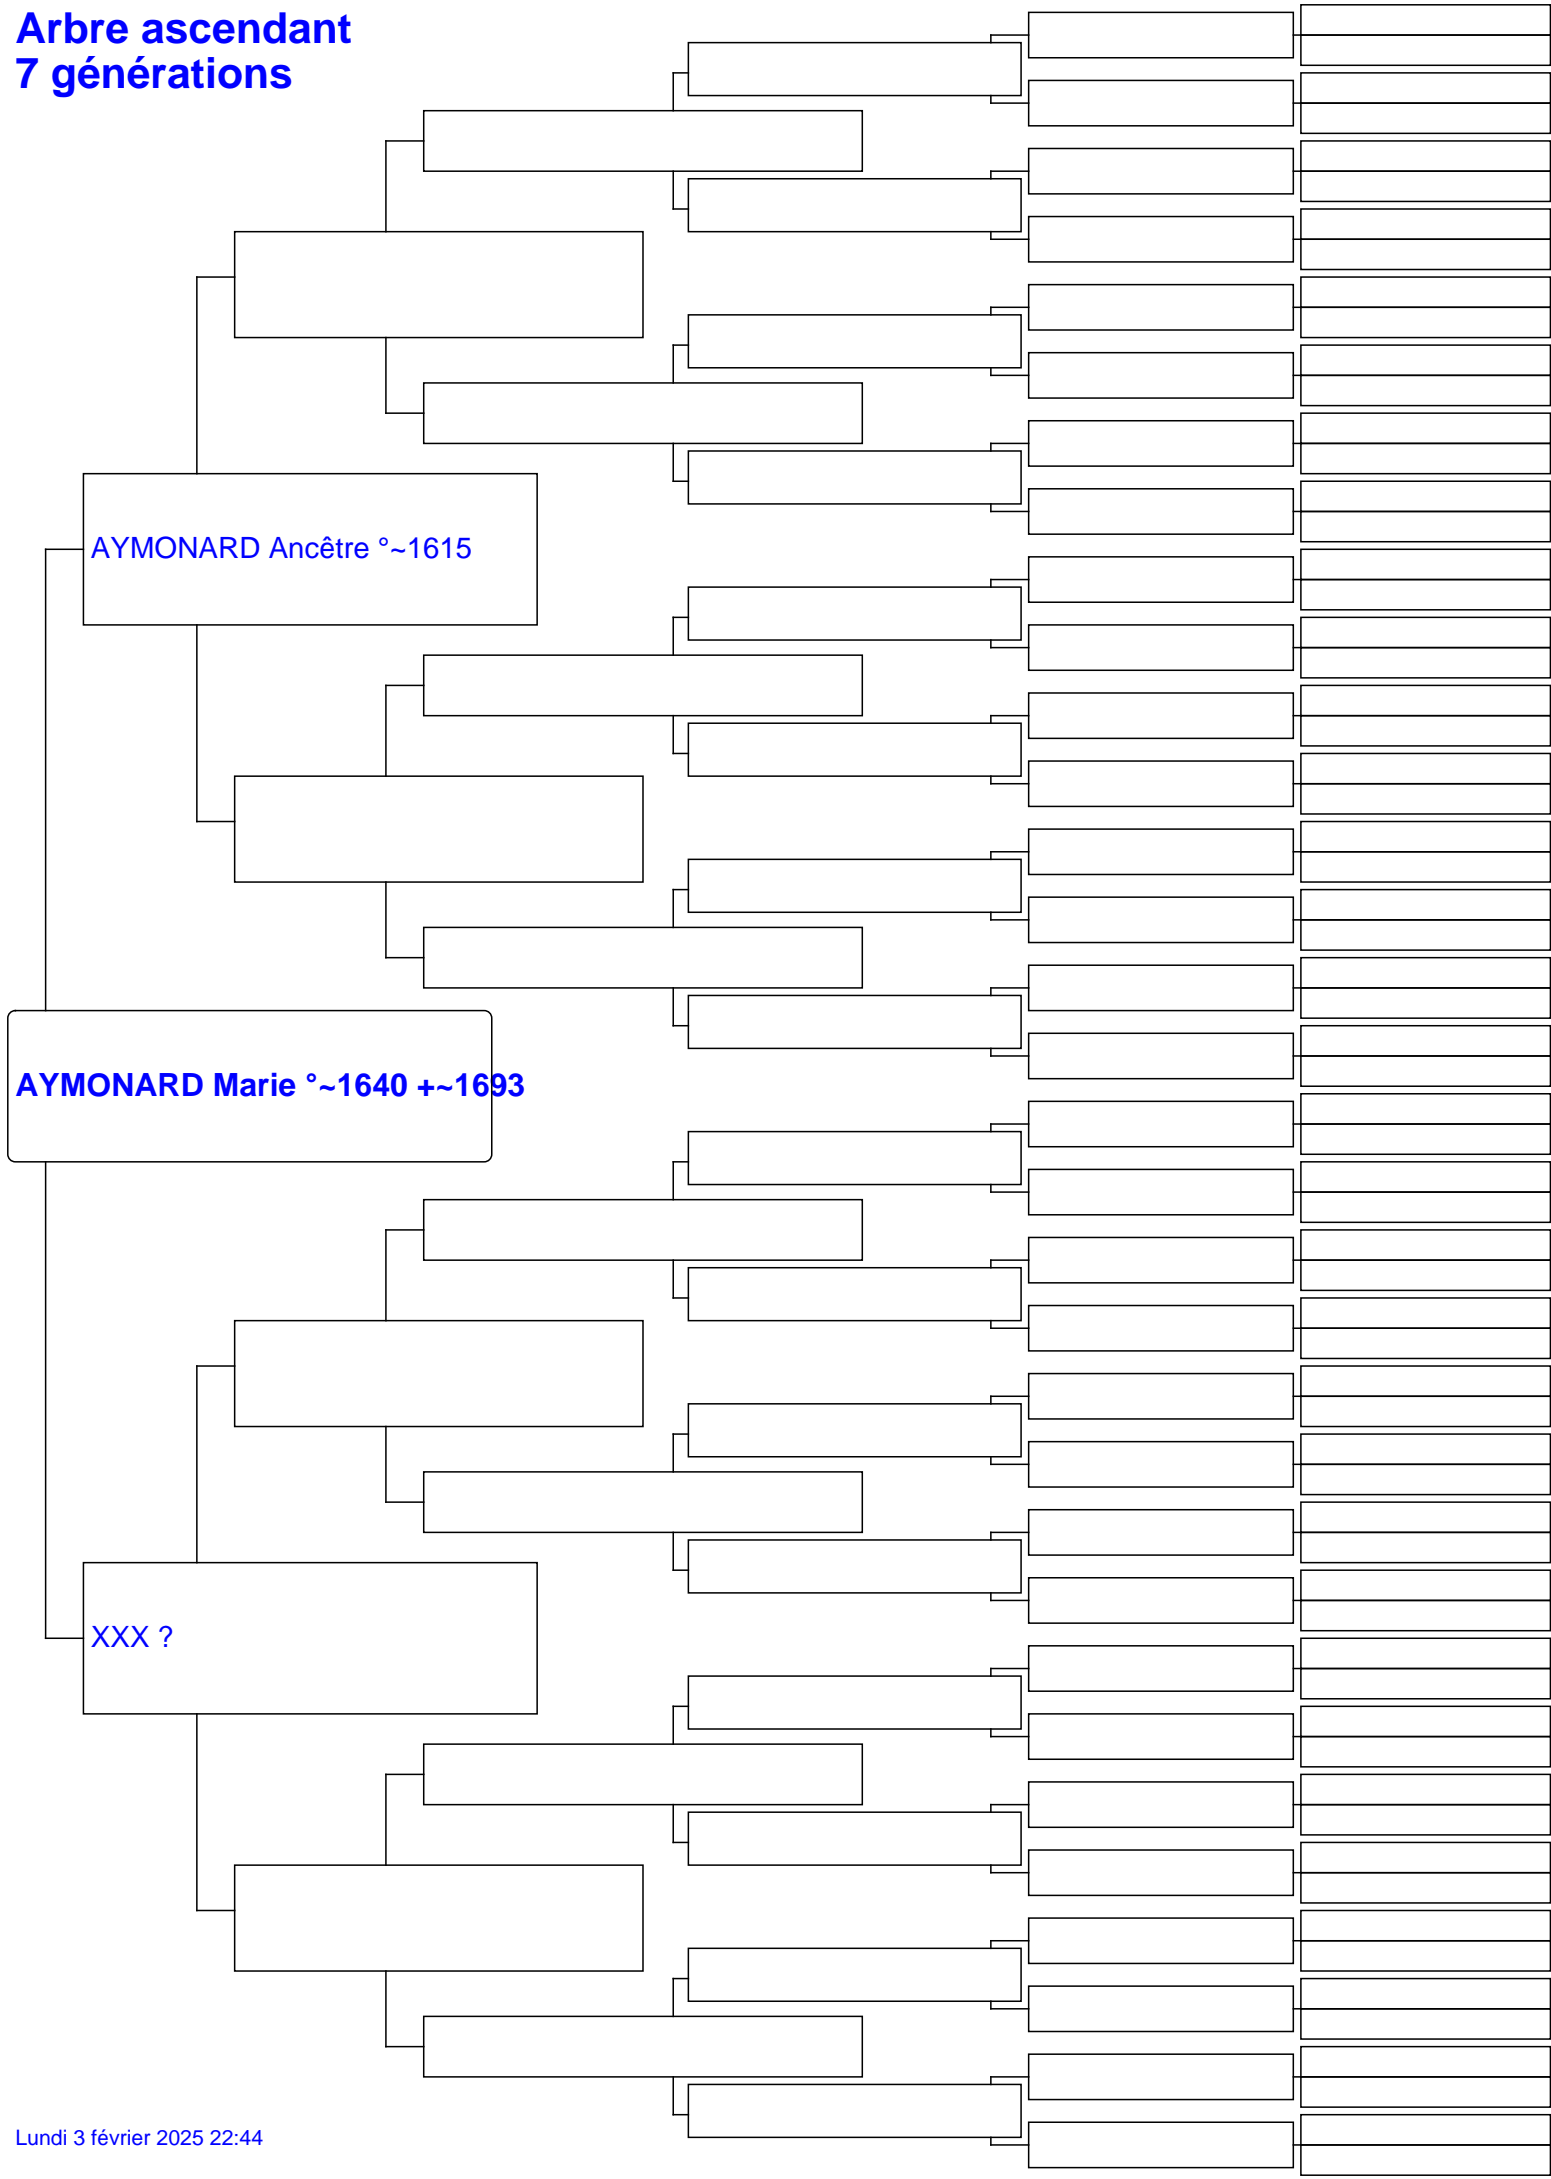 Arbre ascendant
7 générations
AYMONARD Ancêtre °~1615
AYMONARD Marie °~1640 +~1693
XXX ?
Lundi 3 février 2025 22:44